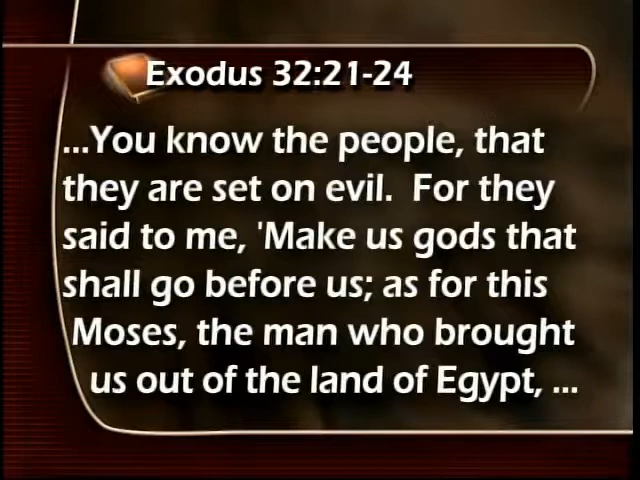 Exodus 32:21-24
...You know the people, that
they are set on evil.  For they
said to me, 'Make us gods that
shall go before us; as for this
Moses, the man who brought
us out of the land of Egypt, ...